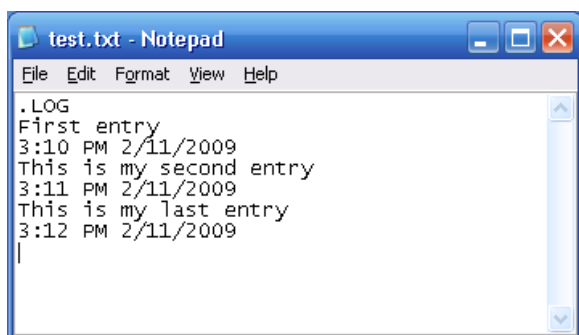 test.txt - Notepad
File Edit Format View Help
.LOG
First entry
3:10 PM 2/11/2009
This is my second entry
3:11 PM 2/11/2009
This is my last entry
3:12 PM 2/11/2009